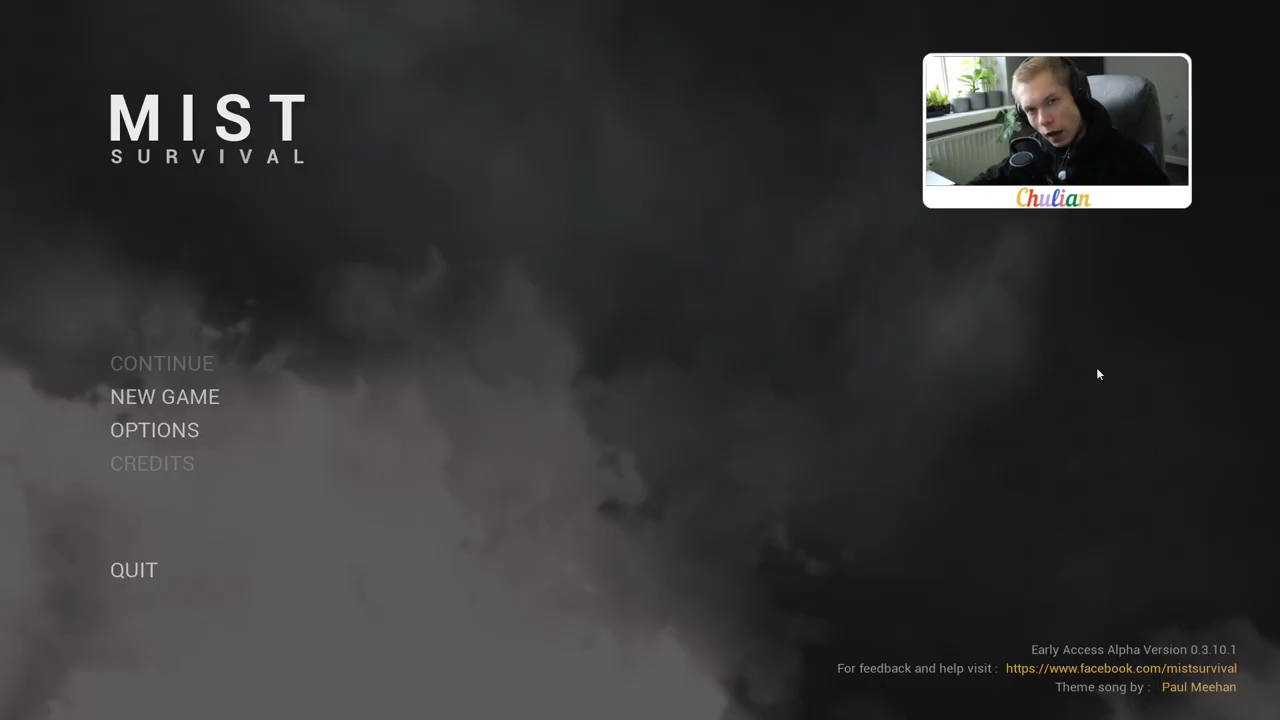 MIST
SURVIVAL
Chulian
CONTINUE
NEW GAME
OPTIONS
CREDITS
QUIT
Early Access Alpha Version 0.3.10.1
For feedback and help visit : https://www.facebook.com/mistsurvival
Theme song by : Paul Meehan